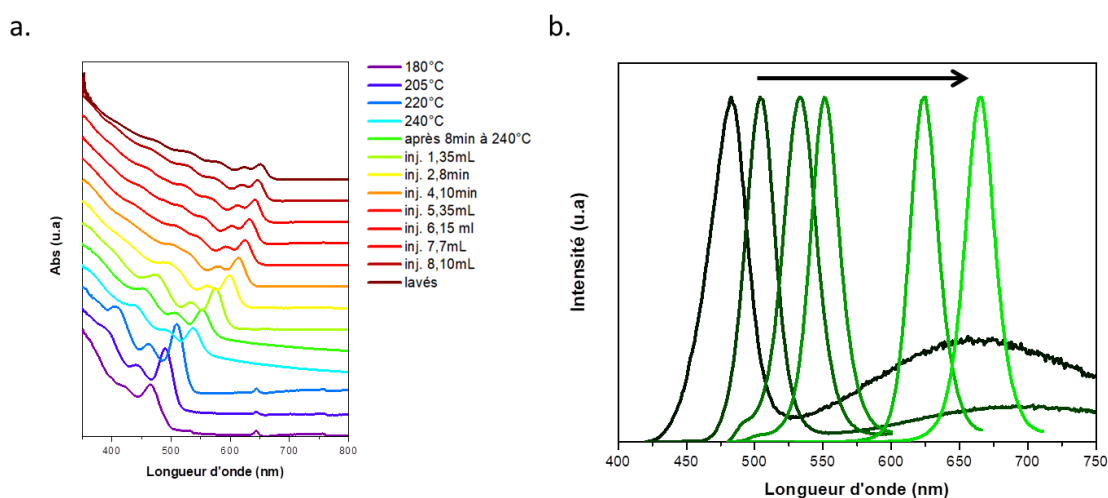 a.
180°C
205°C
220°C
240°C
après 8min à 240°C
inj. 1,35mL
inj. 2,8min
inj. 4,10min
inj. 5,35mL
inj. 6,15 ml
inj. 7,7mL
inj. 8,10mL
lavés
Abs (u.a)
400 500 600 700 800
Longueur d'onde (nm)
b.
Intensité (u.a)
400 450 500 550 600 650 700 750
Longueur d'onde (nm)